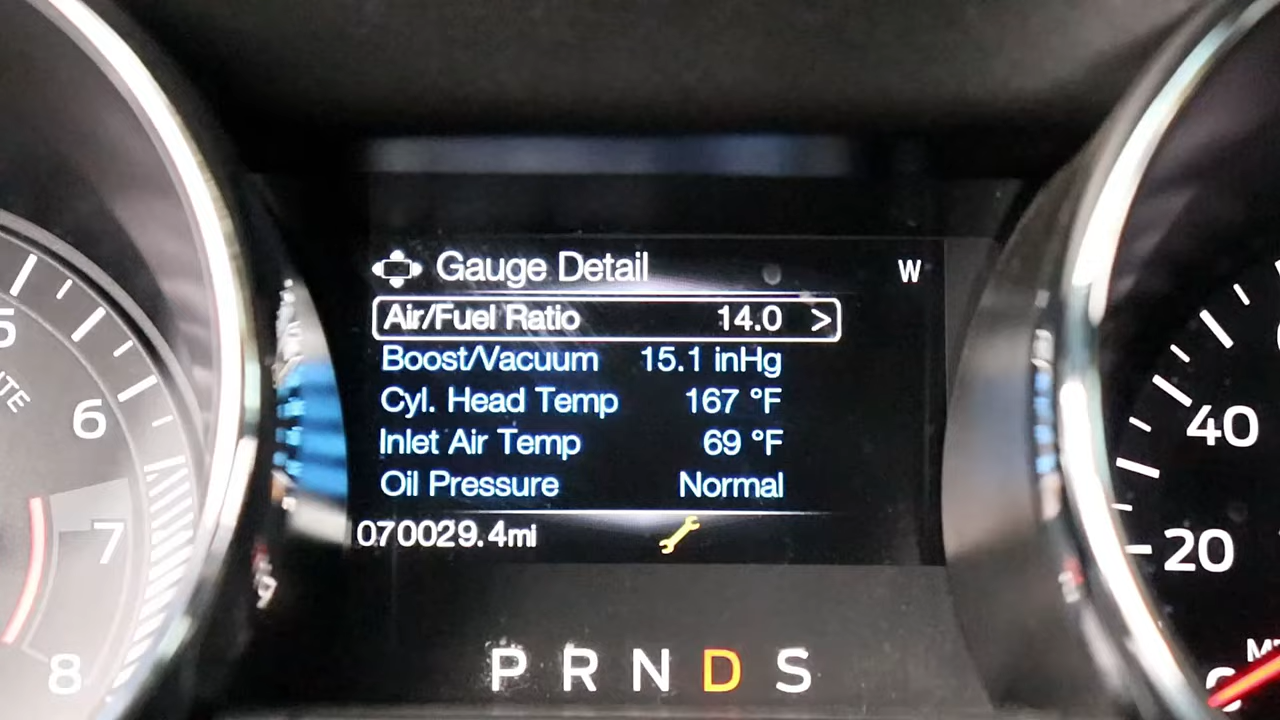 Gauge Detail W
Air/Fuel Ratio 14.0 >
Boost/Vacuum 15.1 inHg
Cyl. Head Temp 167 °F
Inlet Air Temp 69 °F
Oil Pressure Normal
070029.4mi
P R N D S
6
7
8
40
20